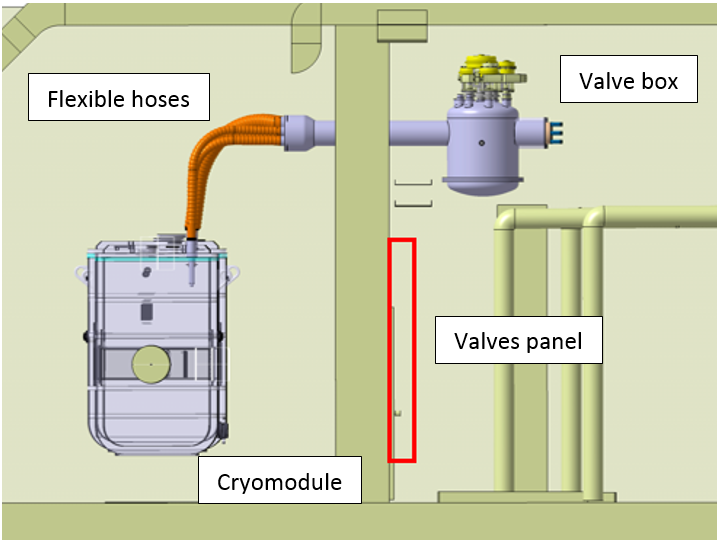 Flexible hoses
Valve box
Valves panel
Cryomodule